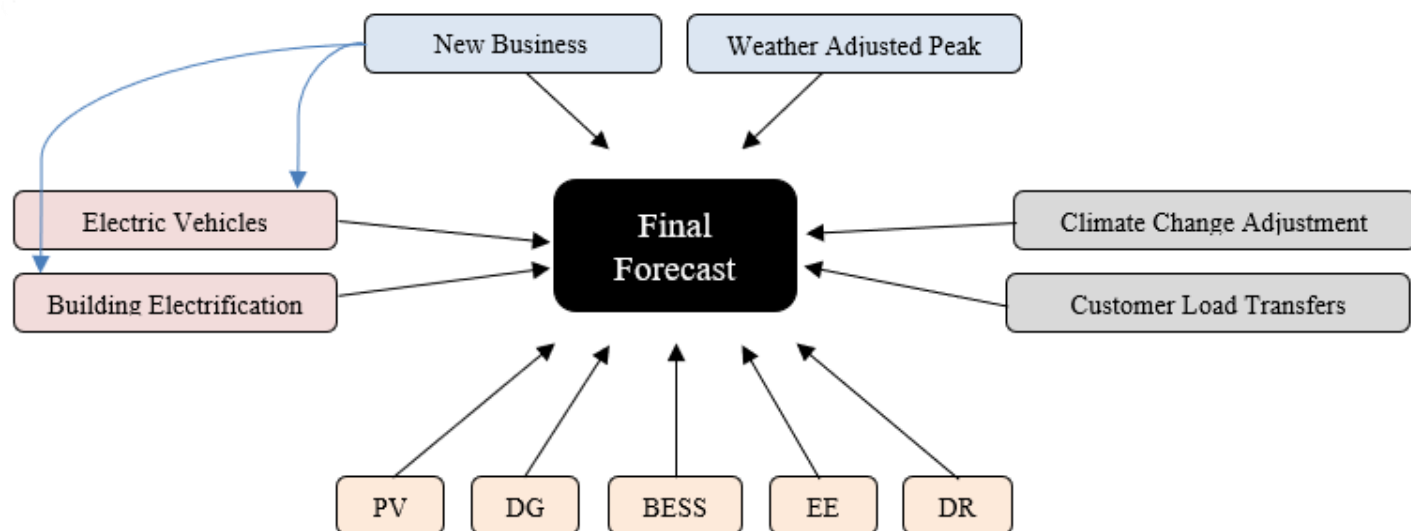 New Business
Weather Adjusted Peak
Electric Vehicles
Final
Forecast
Climate Change Adjustment
Building Electrification
Customer Load Transfers
PV
DG
BESS
EE
DR